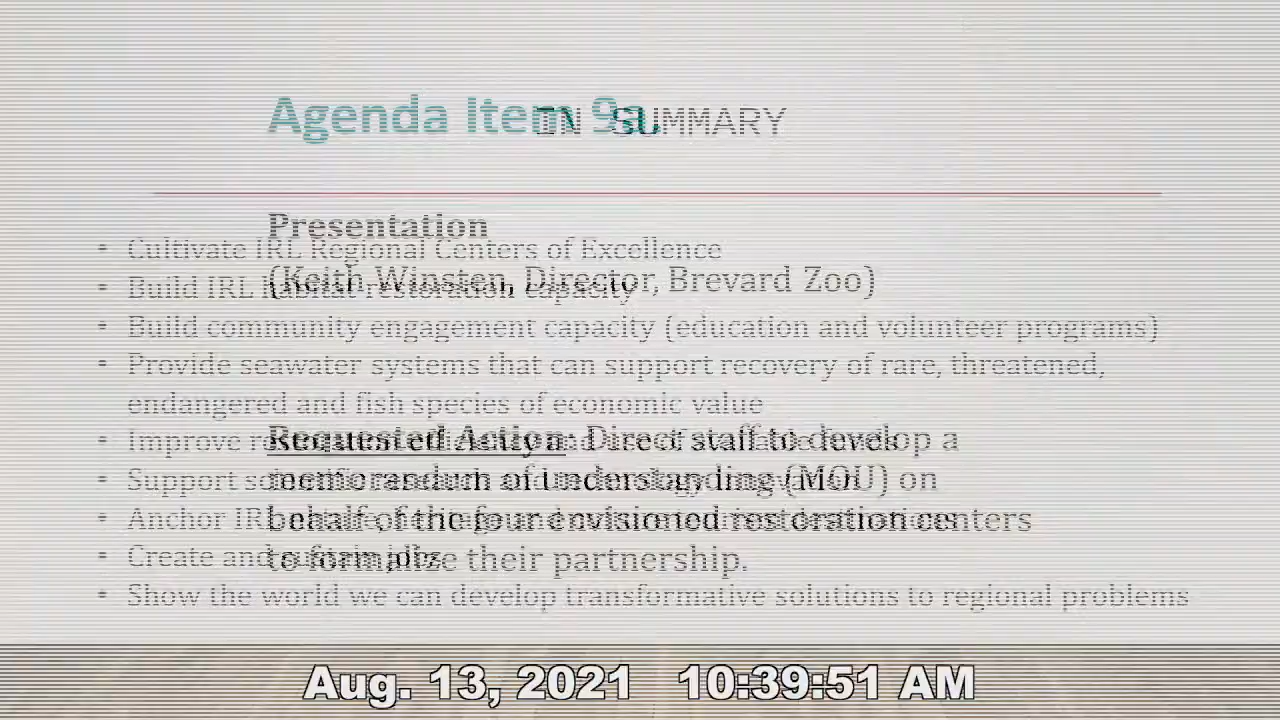 Agenda Item 9a.
IN SUMMARY
Presentation
(Keith Winsten, Director, Brevard Zoo)
Requested Action: Direct staff to develop a
memorandum of understanding (MOU) on
behalf of the four envisioned restoration centers
to formalize their partnership.
• Cultivate IRL Regional Centers of Excellence
• Build IRL habitat restoration capacity
• Build community engagement capacity (education and volunteer programs)
• Provide seawater systems that can support recovery of rare, threatened,
endangered and fish species of economic value
• Improve
• Support
• Anchor IRL
• Create and sustain jobs
• Show the world we can develop transformative solutions to regional problems
Aug. 13, 2021 10:39:51 AM